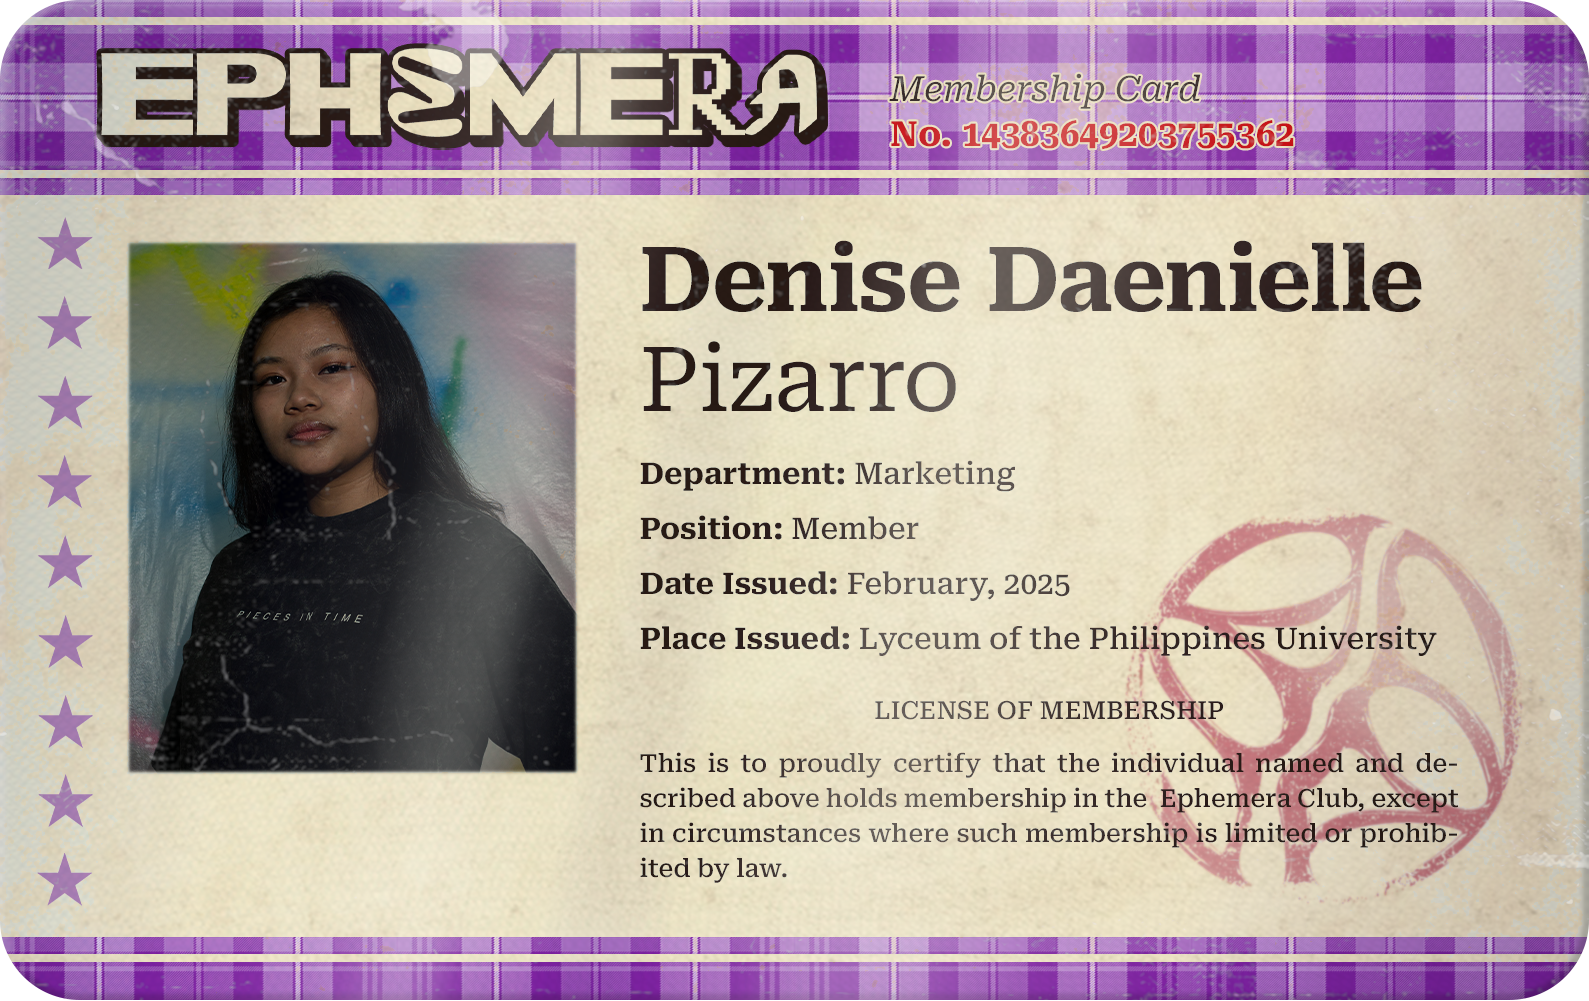 EPHEMERA
Membership Card
No. 14383649203755362
Denise Daenielle
Pizarro
Department: Marketing
Position: Member
Date Issued: February, 2025
Place Issued: Lyceum of the Philippines University
PIECES IN TIME
LICENSE OF MEMBERSHIP
This is to proudly certify that the individual named and de-
scribed above holds membership in the Ephemera Club, except
in circumstances where such membership is limited or prohib-
ited by law.